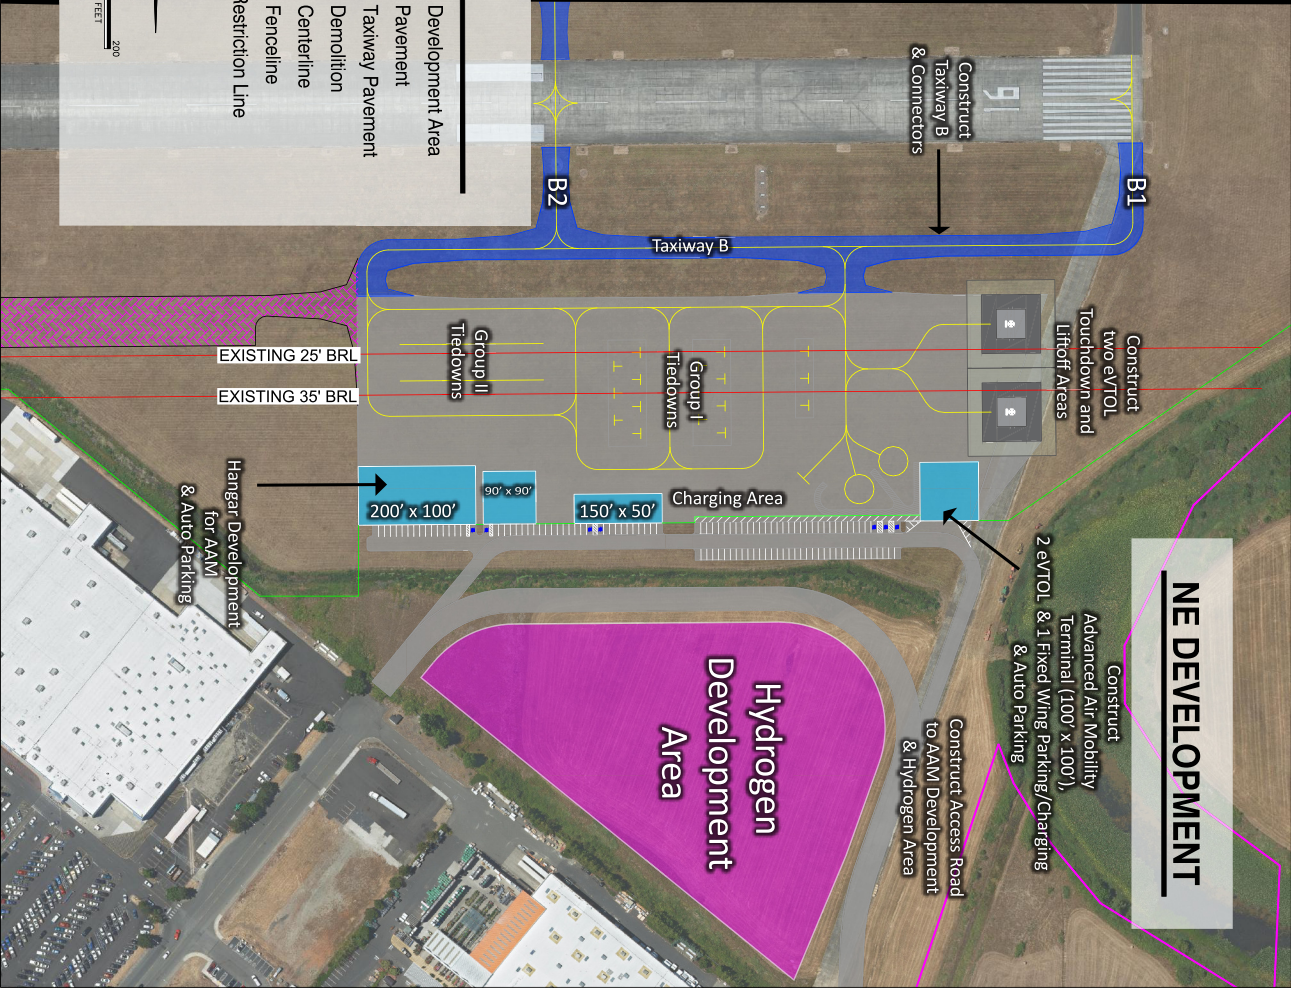 NE DEVELOPMENT
B1
B2
Taxiway B
Construct
Taxiway B
& Connectors
19
Construct
two eVTOL
Touchdown and
Liftoff Areas
Development Area
Pavement
Taxiway Pavement
Demolition
Centerline
Fenceline
Restriction Line
200
FEET
EXISTING 25' BRL
EXISTING 35' BRL
Group II
Tiedowns
Group I
Tiedowns
200' x 100'
90' x 90'
150' x 50'
Charging Area
Hangar Development
for AAM
& Auto Parking
Construct
Advanced Air Mobility
Terminal (100' x 100'),
2 eVTOL & 1 Fixed Wing Parking/Charging
& Auto Parking
Construct Access Road
to AAM Development
& Hydrogen Area
Hydrogen
Development
Area